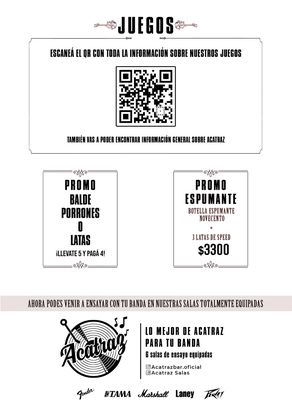 JUEGOS
ESCANEÁ EL QR CON TODA LA INFORMACIÓN SOBRE NUESTROS JUEGOS
TAMBIÉN VAS A PODER ENCONTRAR INFORMACIÓN GENERAL SOBRE ACATRAZ
PROMO
BALDE
PORRONES
O
LATAS
¡LLEVATE 5 Y PAGÁ 4!
PROMO
ESPUMANTE
BOTELLA ESPUMANTE
NOVECENTO
+
3 LATAS DE SPEED
$3300
AHORA PODES VENIR A ENSAYAR CON TU BANDA EN NUESTRAS SALAS TOTALMENTE EQUIPADAS
Acatraz
LO MEJOR DE ACATRAZ
PARA TU BANDA
6 salas de ensayo equipadas
Acatrazbar.oficial
Acatraz Salas
Fender TAMA Marshall Laney PEAVEY